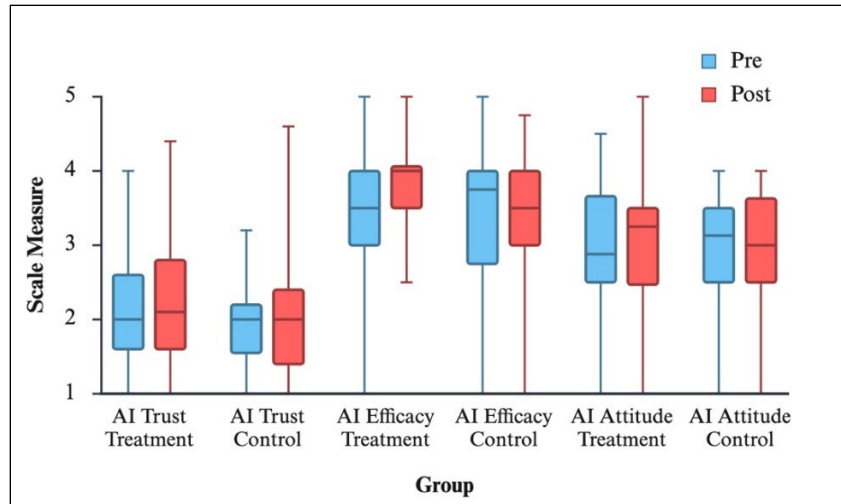 Pre
Post
5
4
3
2
1
Scale Measure
AI Trust
Treatment
AI Trust
Control
AI Efficacy
Treatment
AI Efficacy
Control
AI Attitude
Treatment
AI Attitude
Control
Group